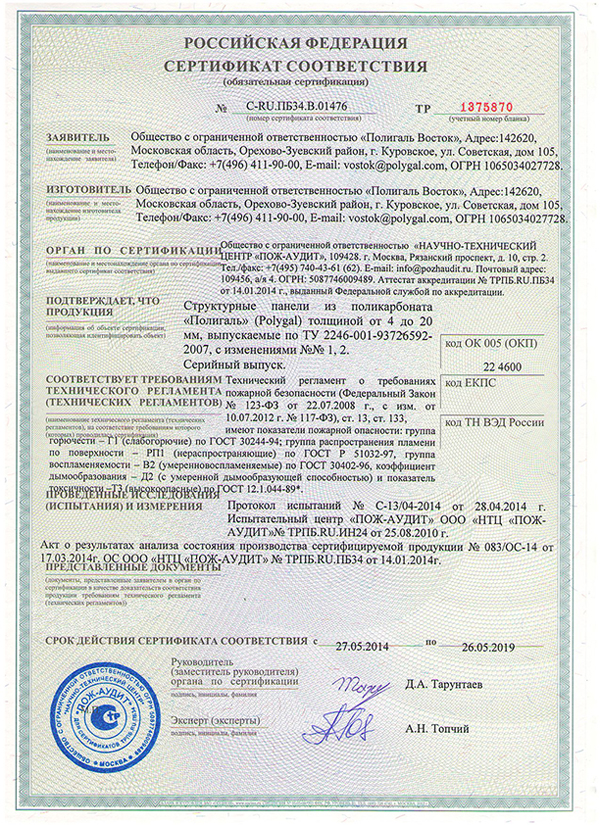 РОССИЙСКАЯ ФЕДЕРАЦИЯ
СЕРТИФИКАТ СООТВЕТСТВИЯ
(обязательная сертификация)
№ C-RU.ПБ34.В.01476 ТР 1375870
(номер сертификата соответствия) (учетный номер бланка)
ЗАЯВИТЕЛЬ Общество с ограниченной ответственностью «Полигаль Восток», Адрес:142620,
(наименование и место-нахождение заявителя) Московская область, Орехово-Зуевский район, г. Куровское, ул. Советская, дом 105,
Телефон/Факс: +7(496) 411-90-00, E-mail: vostok@polygal.com, ОГРН 1065034027728.
ИЗГОТОВИТЕЛЬ Общество с ограниченной ответственностью «Полигаль Восток», Адрес:142620,
(наименование и место-нахождение изготовителя продукции) Московская область, Орехово-Зуевский район, г. Куровское, ул. Советская, дом 105,
Телефон/Факс: +7(496) 411-90-00, E-mail: vostok@polygal.com, ОГРН 1065034027728.
ОРГАН ПО СЕРТИФИКАЦИИ Общество с ограниченной ответственностью «НАУЧНО-ТЕХНИЧЕСКИЙ
(наименование и местонахождение органа по сертификации, выдавшего сертификат соответствия) ЦЕНТР «ПОЖ-АУДИТ», 109428. г. Москва, Рязанский проспект, д. 10, стр. 2.
Тел./факс: +7(495) 740-43-61 (62). E-mail: info@pozhaudit.ru. Почтовый адрес:
109456, а/я 4. ОГРН: 5087746009489. Аттестат аккредитации № ТРПБ.RU.ПБ34
от 14.01.2014 г., выданный Федеральной службой по аккредитации.
ПОДТВЕРЖДАЕТ, ЧТО
ПРОДУКЦИЯ
(информация об объекте сертификации, позволяющая идентифицировать объект)
Структурные панели из поликарбоната
«Полигаль» (Polygal) толщиной от 4 до 20
мм, выпускаемые по ТУ 2246-001-93726592-
2007, с изменениями №№ 1, 2.
Серийный выпуск.
код ОК 005 (ОКП)
22 4600
код ЕКПС
код ТН ВЭД России
СООТВЕТСТВУЕТ ТРЕБОВАНИЯМ
ТЕХНИЧЕСКОГО РЕГЛАМЕНТА
(ТЕХНИЧЕСКИХ РЕГЛАМЕНТОВ)
(наименование технического регламента (технических регламентов), на соответствие требованиям которого (которых) проводилась сертификация)
Технический регламент о требованиях
пожарной безопасности (Федеральный Закон
№ 123-ФЗ от 22.07.2008 г., с изм. от
10.07.2012 г. № 117-ФЗ), ст. 13, ст. 133,
имеют показатели пожарной опасности: группа
горючести – Г1 (слабогорючие) по ГОСТ 30244-94; группа распространения пламени
по поверхности – РП1 (нераспространяющие) по ГОСТ Р 51032-97, группа
воспламеняемости – В2 (умеренновоспламеняемые) по ГОСТ 30402-96, коэффициент
дымообразования – Д2 (с умеренной дымообразующей способностью) и показатель
токсичности –Т3 (высокоопасные) по ГОСТ 12.1.044-89*.
ПРОВЕДЕННЫЕ ИССЛЕДОВАНИЯ
(ИСПЫТАНИЯ) И ИЗМЕРЕНИЯ
Протокол испытаний № С-13/04-2014 от 28.04.2014 г.
Испытательный центр «ПОЖ-АУДИТ» ООО «НТЦ «ПОЖ-
АУДИТ»№ ТРПБ.RU.ИН24 от 25.08.2010 г.
Акт о результатах анализа состояния производства сертифицируемой продукции № 083/ОС-14 от
17.03.2014г. ОС ООО «НТЦ «ПОЖ-АУДИТ» № ТРПБ.RU.ПБ34 от 14.01.2014г.
ПРЕДСТАВЛЕННЫЕ ДОКУМЕНТЫ
(документы, представленные заявителем в орган по
сертификации в качестве доказательств соответствия
продукции требованиям технического регламента
(технических регламентов))
СРОК ДЕЙСТВИЯ СЕРТИФИКАТА СООТВЕТСТВИЯ с 27.05.2014 по 26.05.2019
Руководитель
(заместитель руководителя)
органа по сертификации
подпись, инициалы, фамилия
Д.А. Тарунтаев
Эксперт (эксперты)
подпись, инициалы, фамилия
А.Н. Топчий
ОБЩЕСТВО С ОГРАНИЧЕННОЙ ОТВЕТСТВЕННОСТЬЮ
"НАУЧНО-ТЕХНИЧЕСКИЙ ЦЕНТР
"ПОЖ-АУДИТ"
ДЛЯ СЕРТИФИКАТОВ
МОСКВА